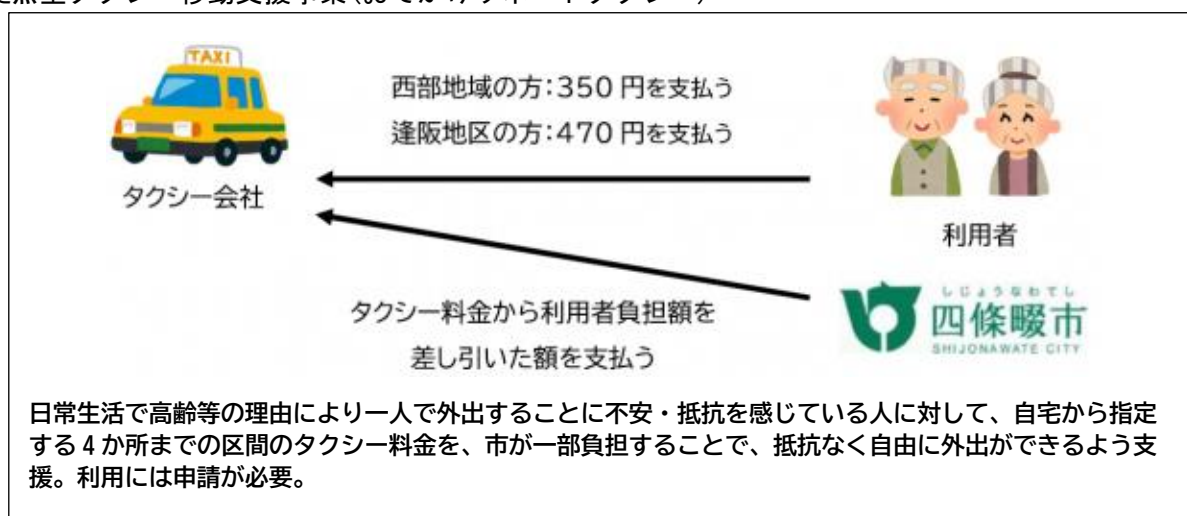 TAXI
西部地域の方:350 円を支払う
逢阪地区の方:470 円を支払う
タクシー会社
利用者
タクシー料金から利用者負担額を
差し引いた額を支払う
しじょうなわてし
四條畷市
SHIJONAWATE CITY
日常生活で高齢等の理由により一人で外出することに不安・抵抗を感じている人に対して、自宅から指定
する 4 か所までの区間のタクシー料金を、市が一部負担することで、抵抗なく自由に外出ができるよう支
援。利用には申請が必要。